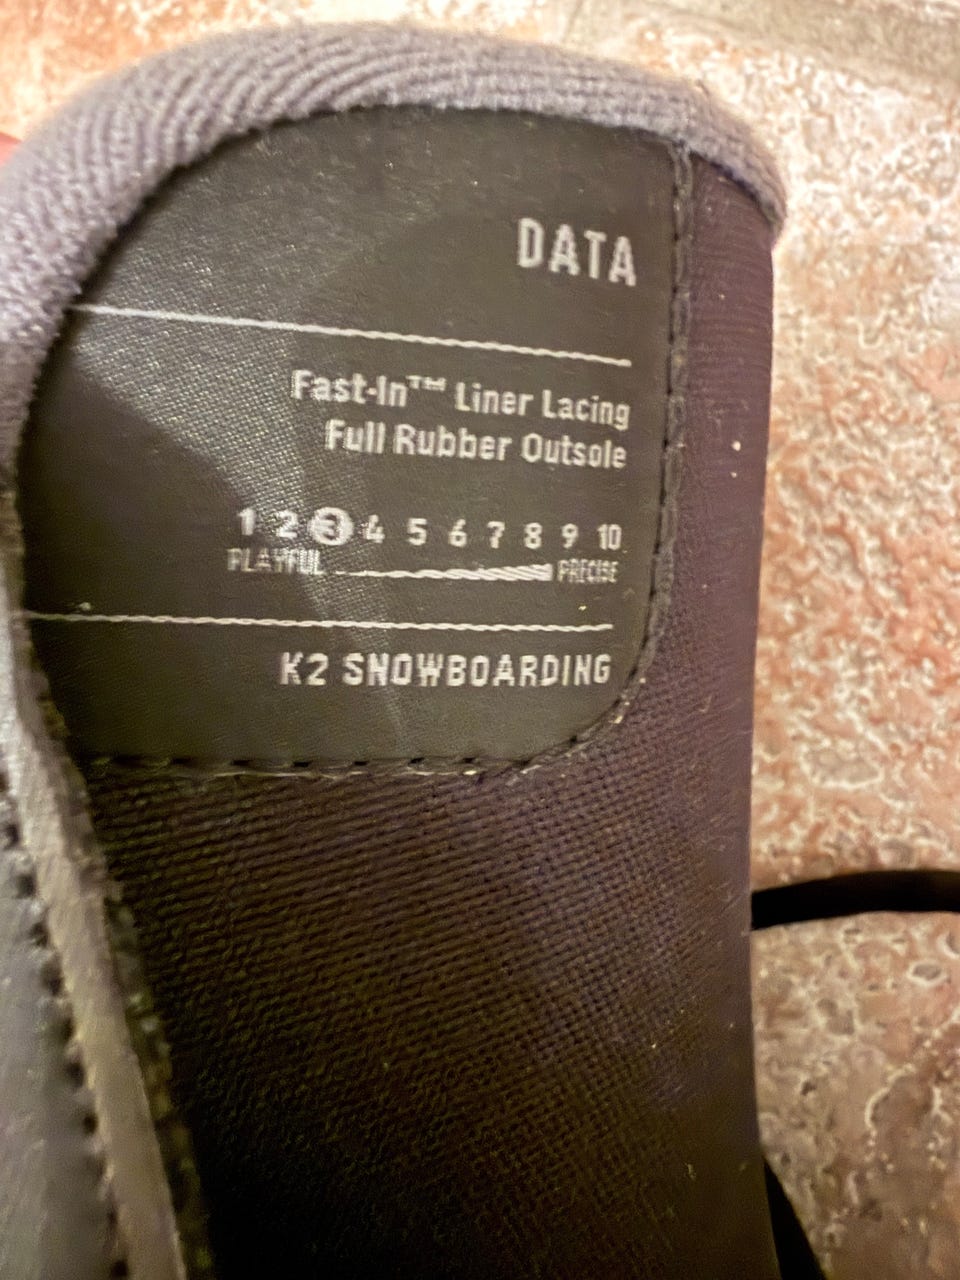 DATA
Fast-In™ Liner Lacing
Full Rubber Outsole
1 2 3 4 5 6 7 8 9 10
PLAYFUL PRECISE
K2 SNOWBOARDING